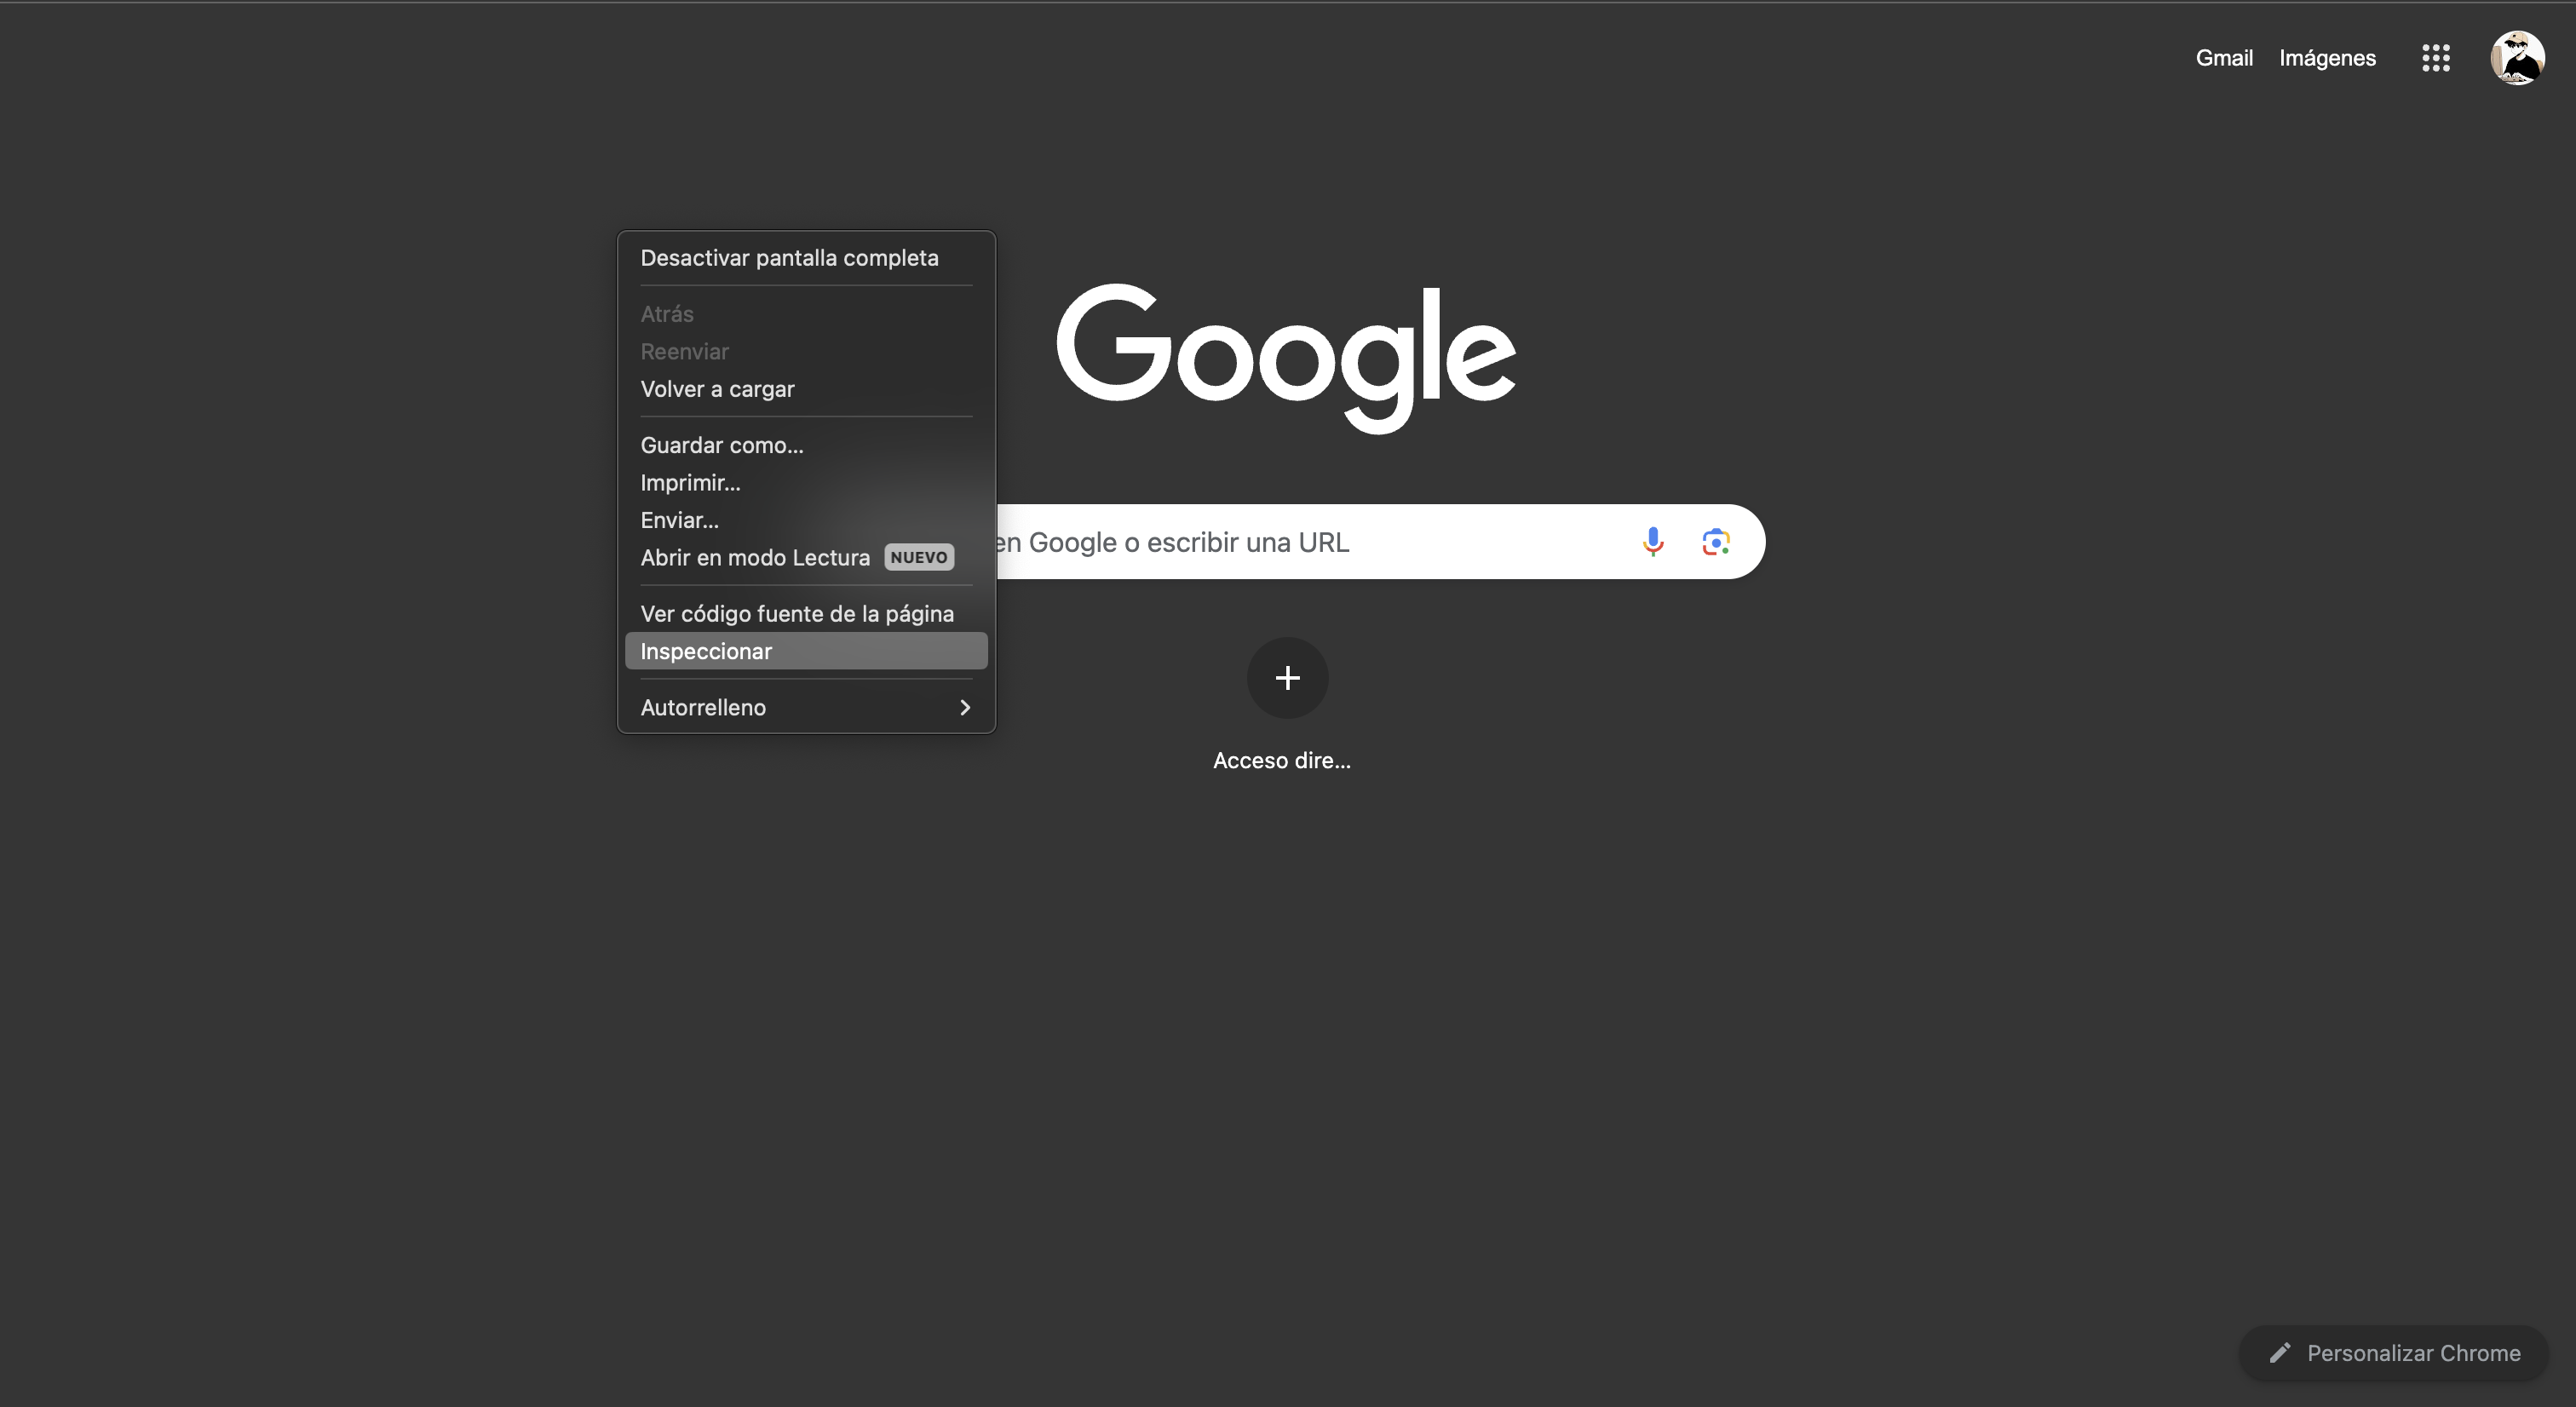 Gmail Imágenes
Desactivar pantalla completa
Atrás
Reenviar
Volver a cargar
Guardar como...
Imprimir...
Enviar...
Abrir en modo Lectura NUEVO
Ver código fuente de la página
Inspeccionar
Autorrelleno
Google
en Google o escribir una URL
Acceso dire...
Personalizar Chrome